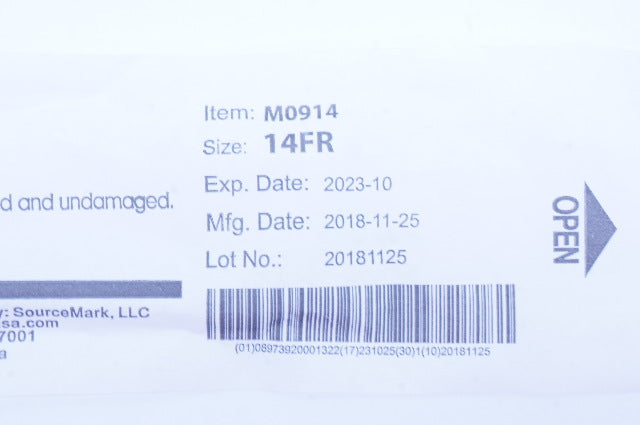 Item: M0914
Size: 14FR
Exp. Date: 2023-10
Mfg. Date: 2018-11-25
Lot No.: 20181125
(01)08973920001322(17)231025(30)1(10)20181125
d and undamaged.
y: SourceMark, LLC
sa.com
7001
a
OPEN